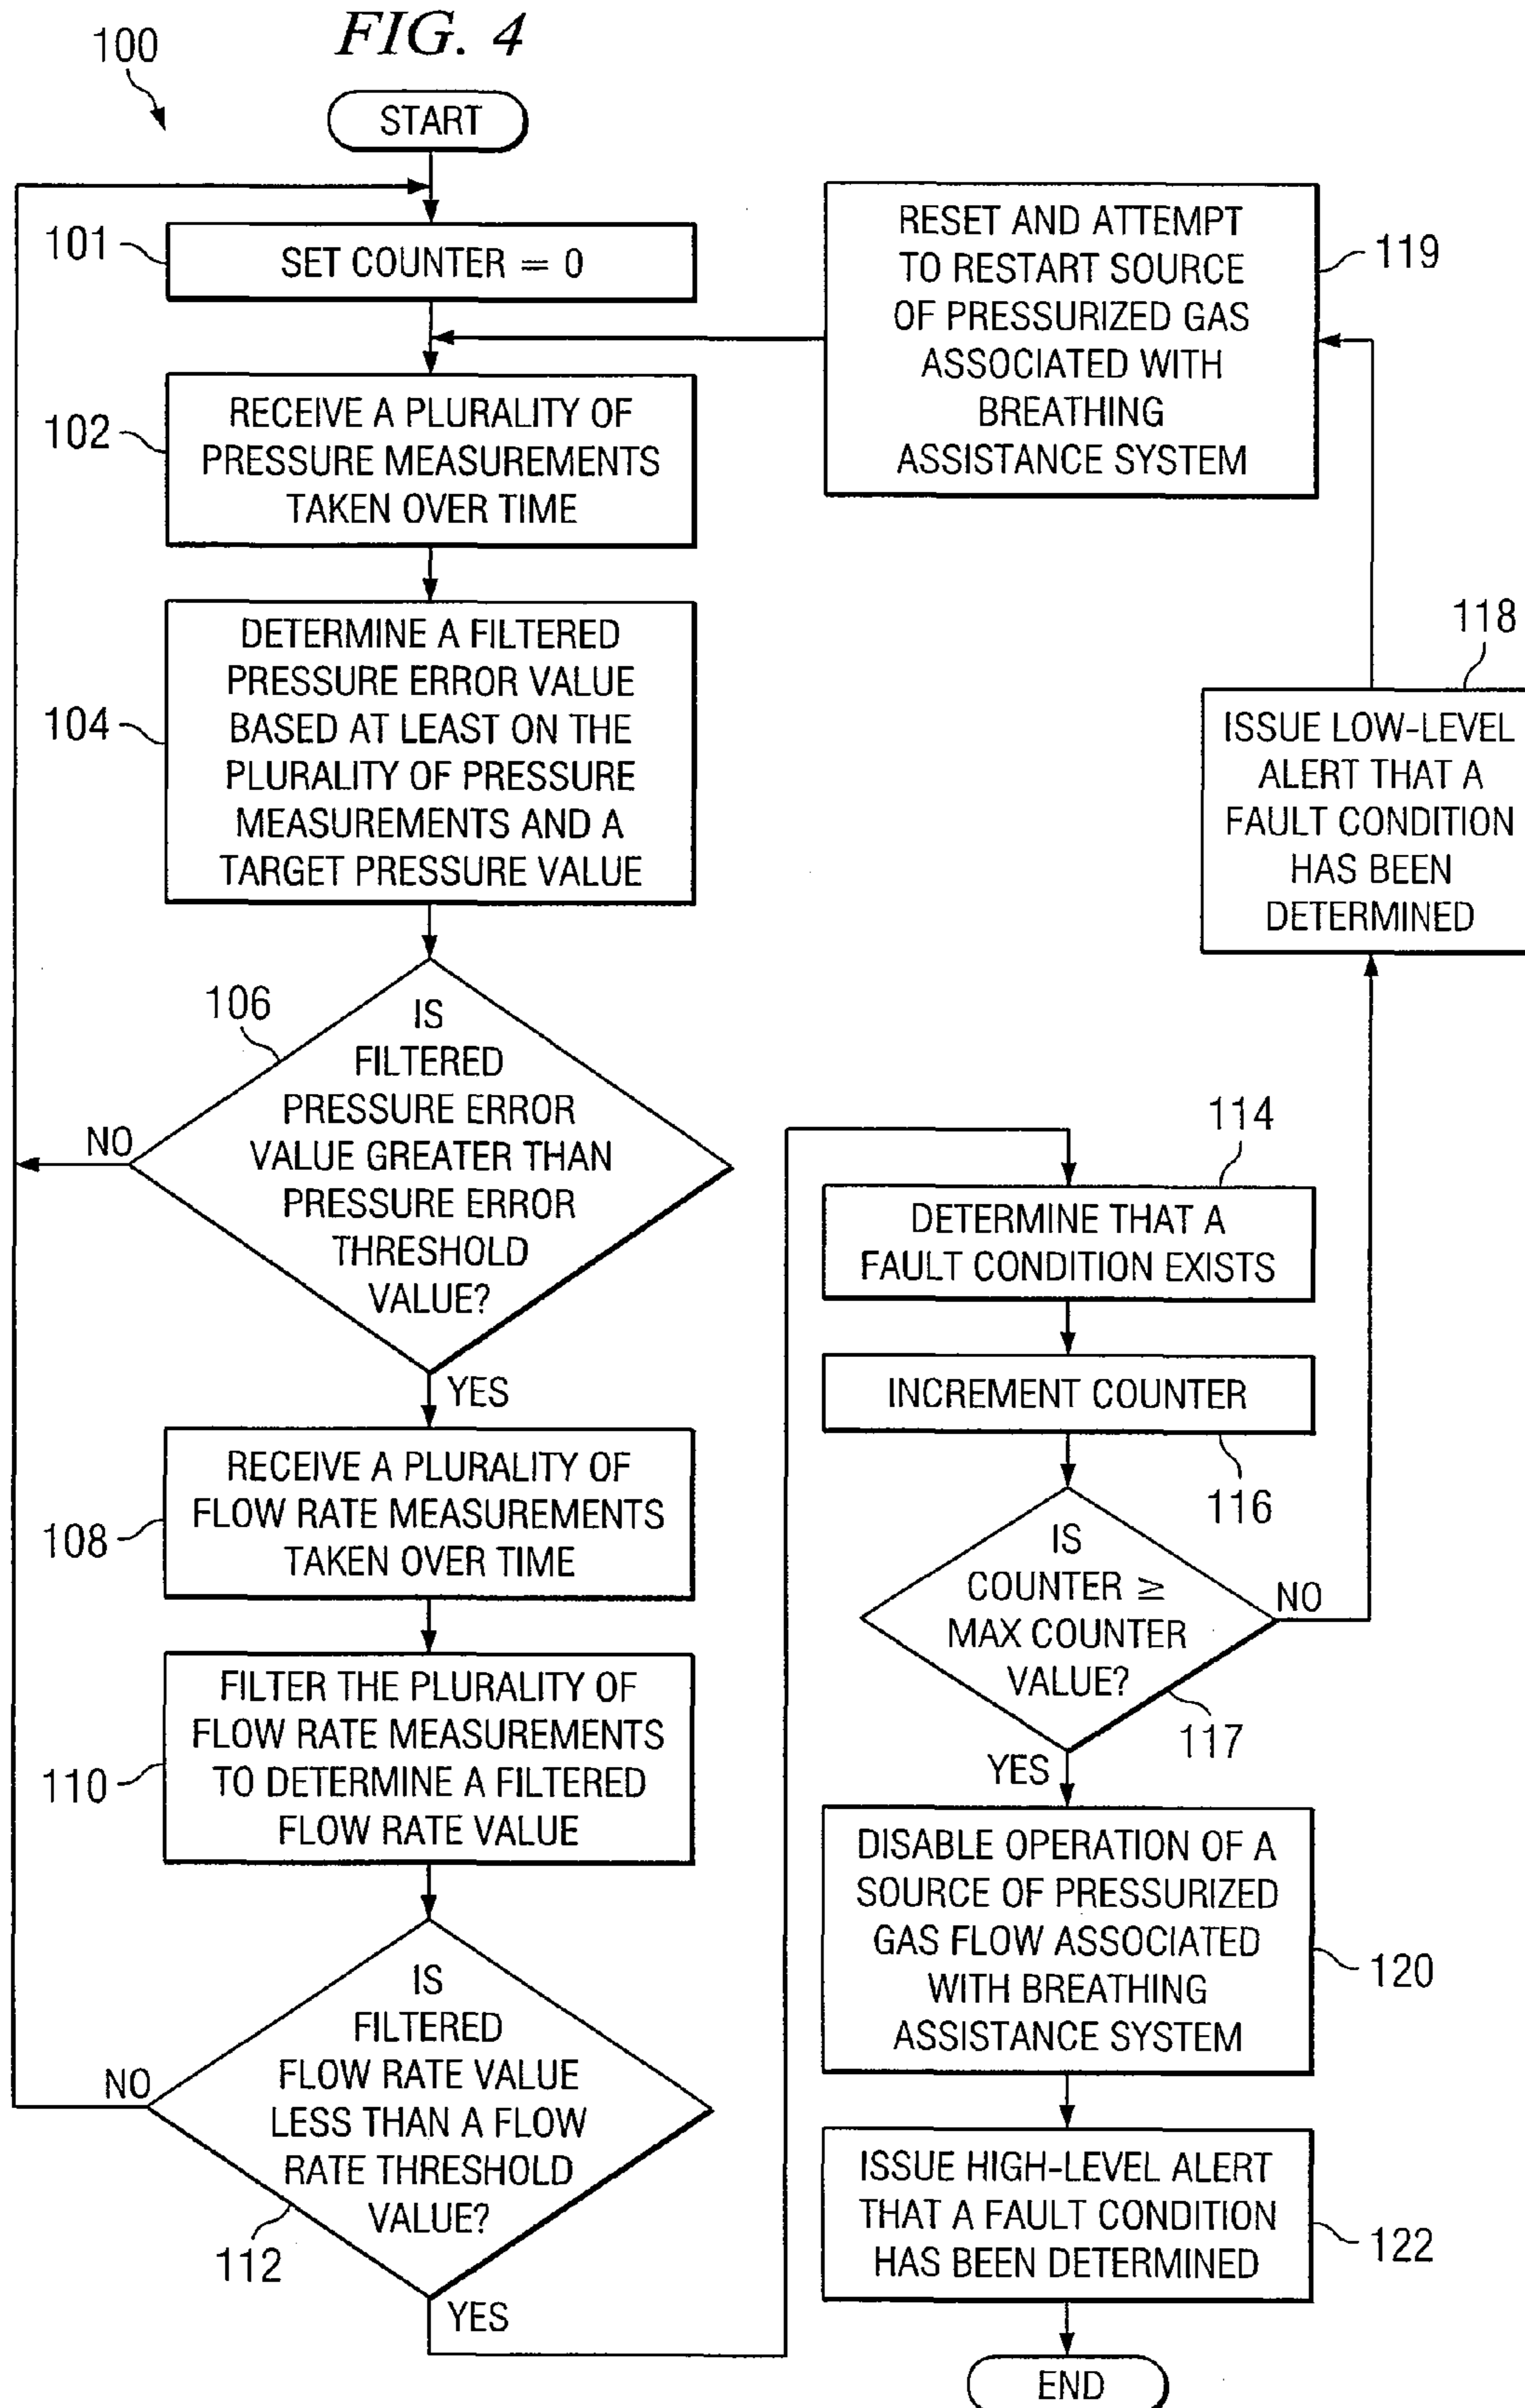 FIG. 4
100
START
101
SET COUNTER = 0
102
RECEIVE A PLURALITY OF
PRESSURE MEASUREMENTS
TAKEN OVER TIME
104
DETERMINE A FILTERED
PRESSURE ERROR VALUE
BASED AT LEAST ON THE
PLURALITY OF PRESSURE
MEASUREMENTS AND A
TARGET PRESSURE VALUE
106
IS
FILTERED
PRESSURE ERROR
VALUE GREATER THAN
PRESSURE ERROR
THRESHOLD
VALUE?
NO
YES
108
RECEIVE A PLURALITY OF
FLOW RATE MEASUREMENTS
TAKEN OVER TIME
110
FILTER THE PLURALITY OF
FLOW RATE MEASUREMENTS
TO DETERMINE A FILTERED
FLOW RATE VALUE
IS
FILTERED
FLOW RATE VALUE
LESS THAN A FLOW
RATE THRESHOLD
VALUE?
NO
112
YES
114
DETERMINE THAT A
FAULT CONDITION EXISTS
INCREMENT COUNTER
116
IS
COUNTER ≥
MAX COUNTER
VALUE?
NO
117
YES
118
ISSUE LOW-LEVEL
ALERT THAT A
FAULT CONDITION
HAS BEEN
DETERMINED
RESET AND ATTEMPT
TO RESTART SOURCE
OF PRESSURIZED GAS
ASSOCIATED WITH
BREATHING
ASSISTANCE SYSTEM
119
DISABLE OPERATION OF A
SOURCE OF PRESSURIZED
GAS FLOW ASSOCIATED
WITH BREATHING
ASSISTANCE SYSTEM
120
ISSUE HIGH-LEVEL ALERT
THAT A FAULT CONDITION
HAS BEEN DETERMINED
122
END